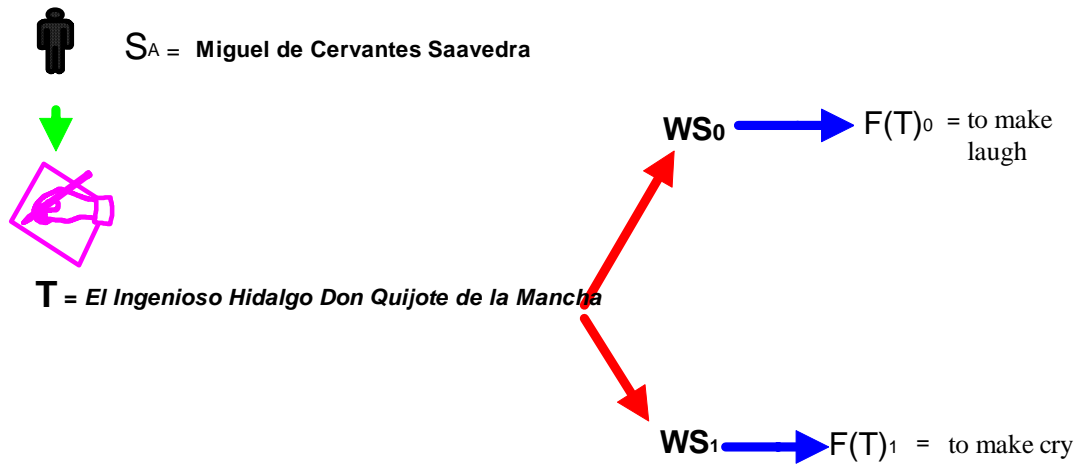 SA = Miguel de Cervantes Saavedra
WS0 F(T)0 = to make
laugh
T = El Ingenioso Hidalgo Don Quijote de la Mancha
WS1 F(T)1 = to make cry